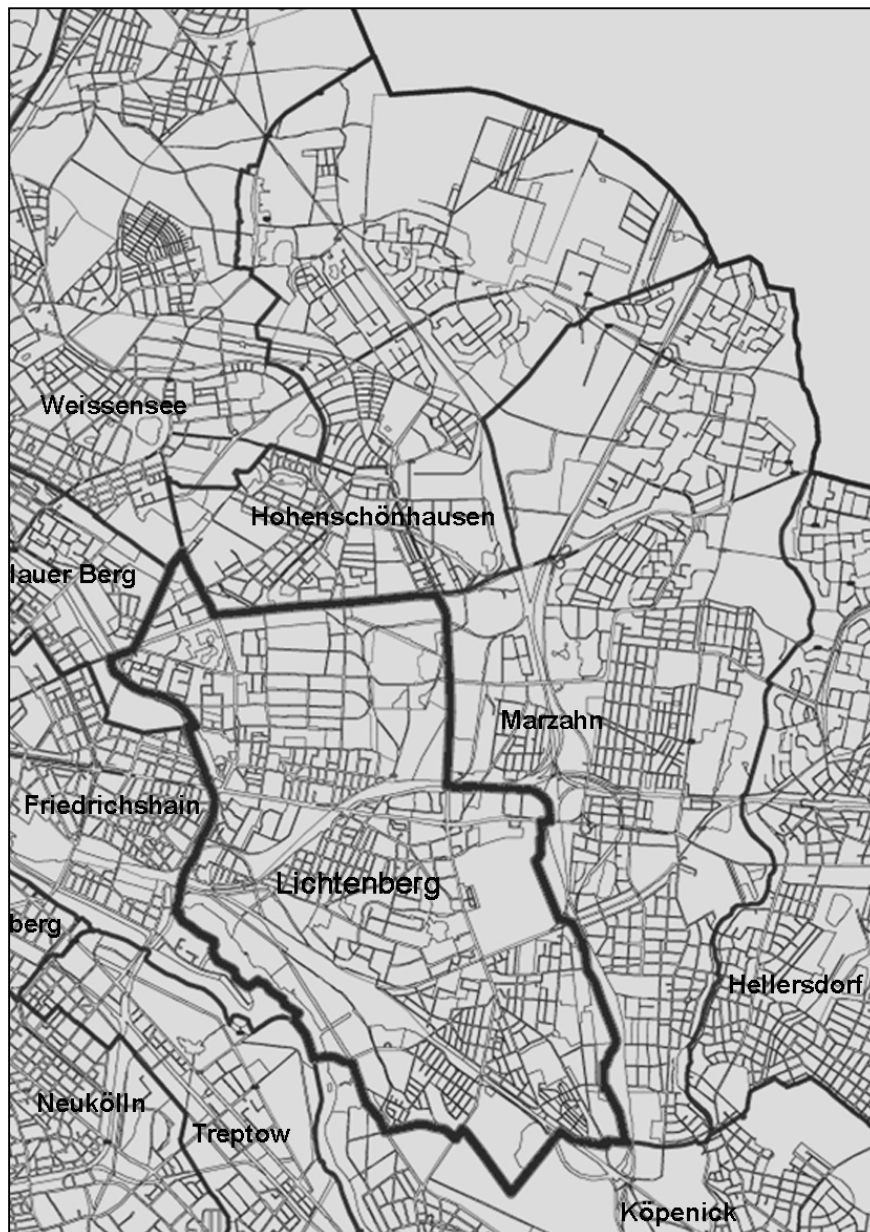 Weissensee
Hohenschönhausen
lauer Berg
Marzahn
Friedrichshain
Lichtenberg
berg
Hellersdorf
Neukölln
Treptow
Köpenick